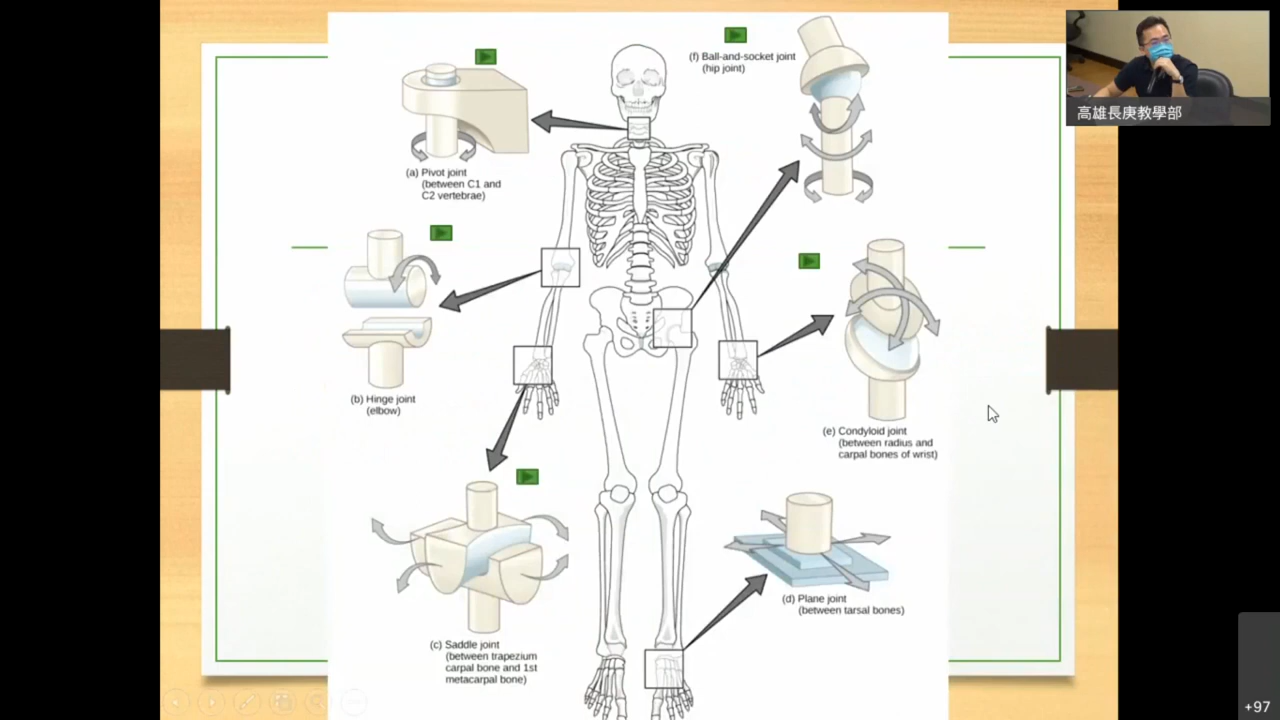 (a) Pivot joint
(between C1 and
C2 vertebrae)
(f) Ball-and-socket joint
(hip joint)
高雄長庚教學部
(b) Hinge joint
(elbow)
(e) Condyloid joint
(between radius and
carpal bones of wrist)
(c) Saddle joint
(between trapezium
carpal bone and 1st
metacarpal bone)
(d) Plane joint
(between tarsal bones)
+97